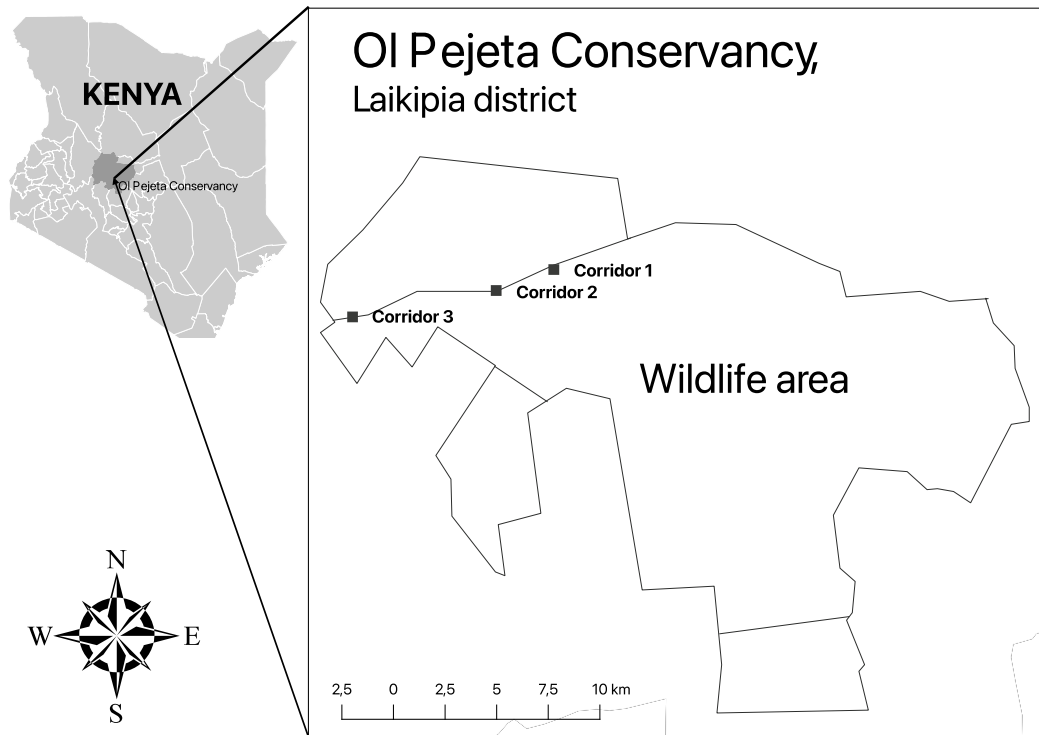 KENYA
Ol Pejeta Conservancy
Ol Pejeta Conservancy,
Laikipia district
Corridor 1
Corridor 2
Corridor 3
Wildlife area
N
W E
S
2,5 0 2,5 5 7,5 10 km